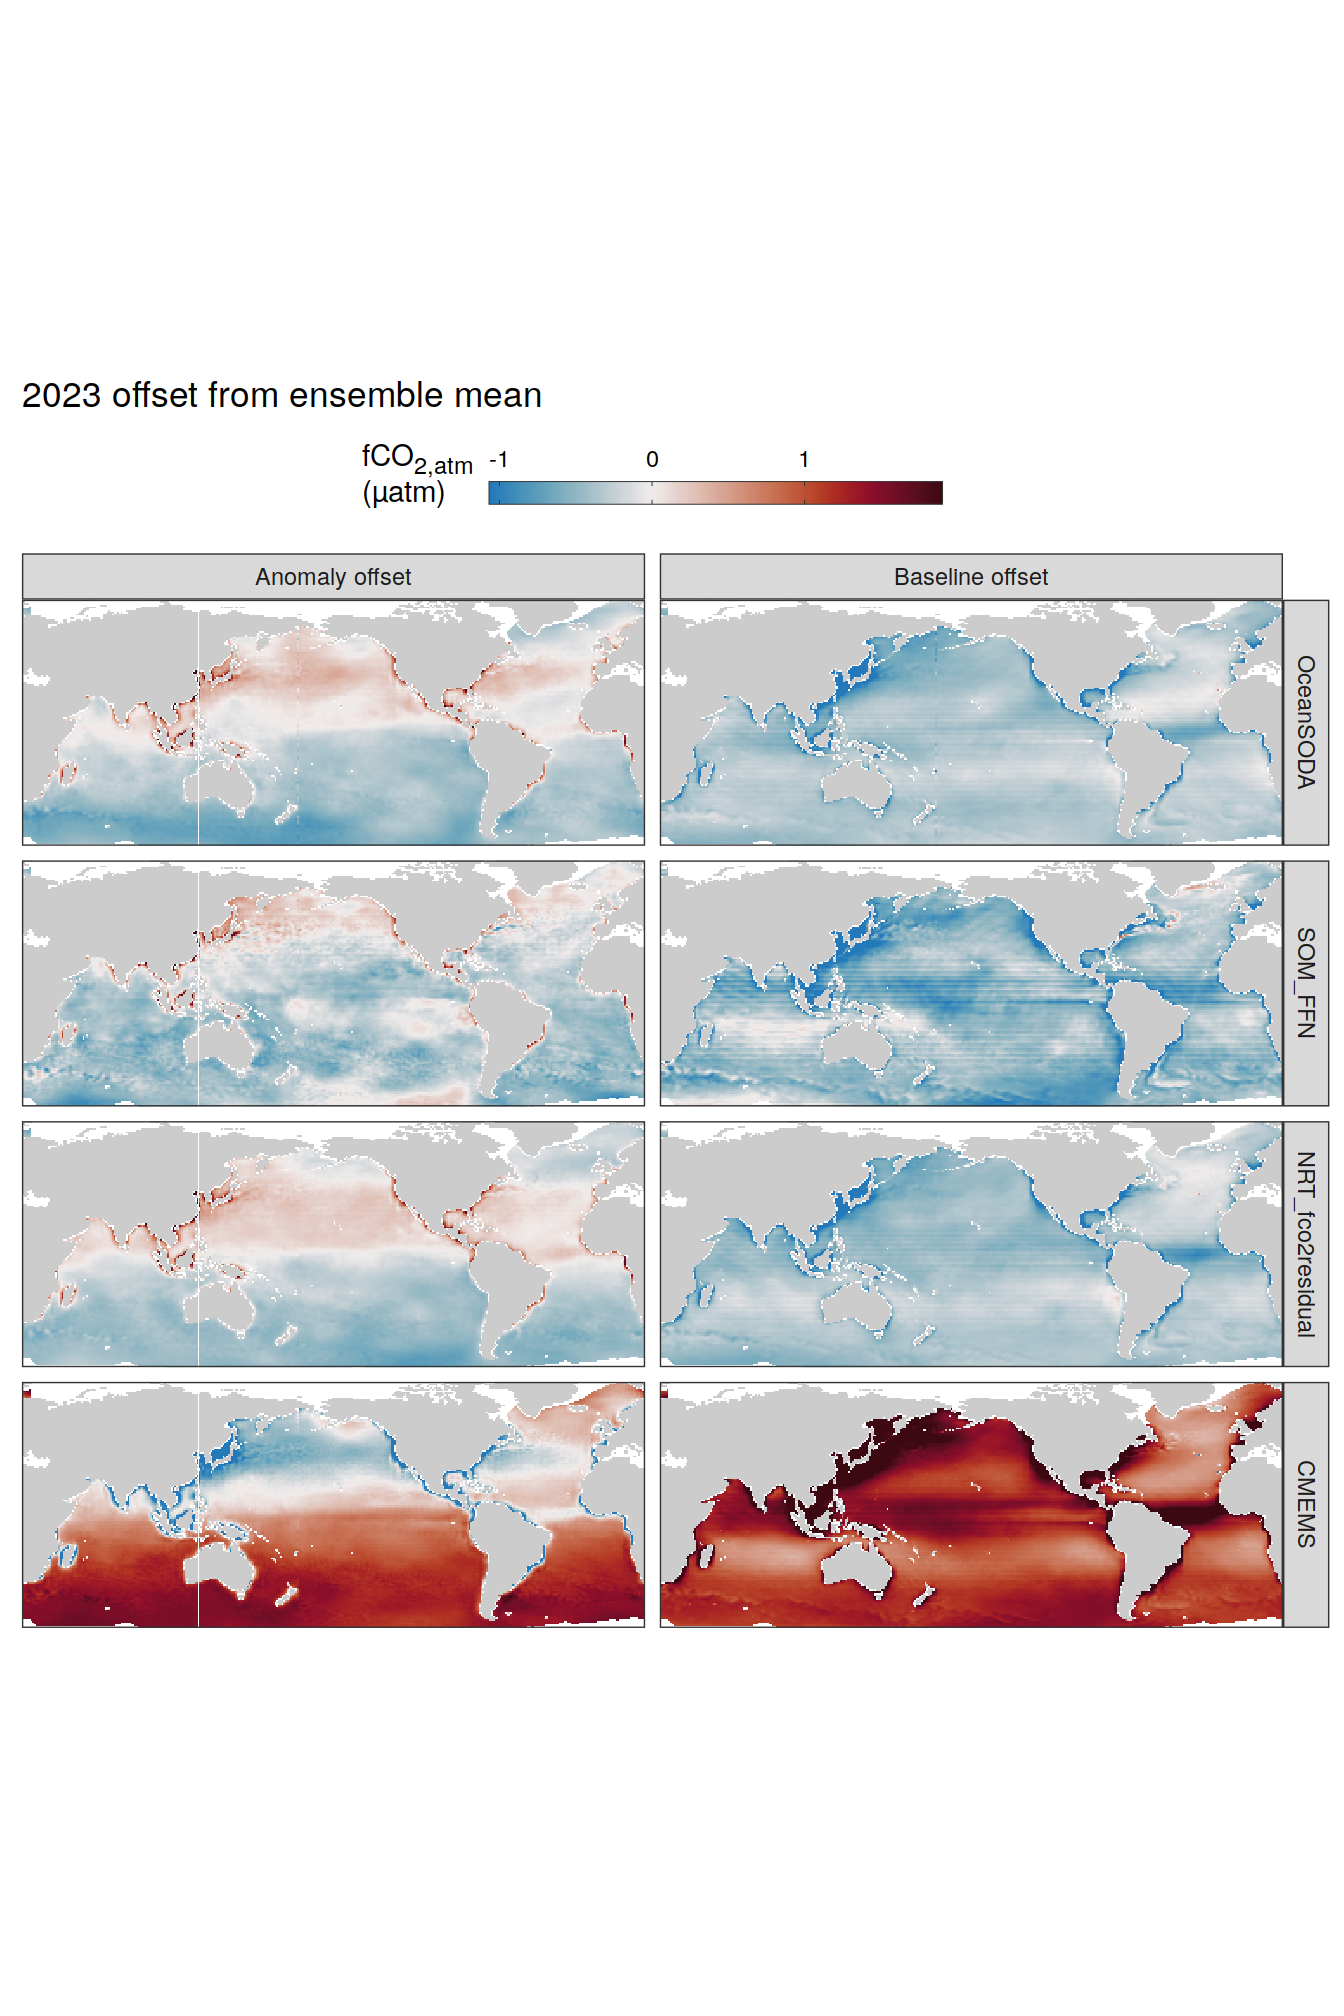 2023 offset from ensemble mean
fCO2,atm
(µatm)
-1 0 1
Anomaly offset
Baseline offset
OceanSODA
SOM_FFN
NRT_fco2residual
CMEMS